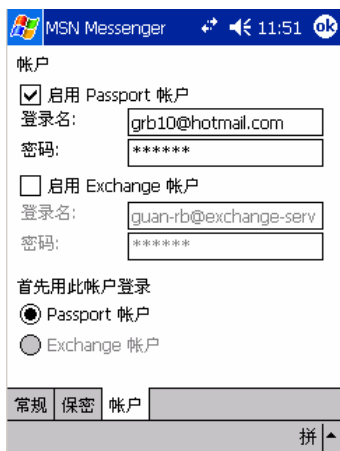 MSN Messenger 11:51 ok
帐户
启用 Passport 帐户
登录名: grb10@hotmail.com
密码: ******
启用 Exchange 帐户
登录名: guan-rb@exchange-serv
密码: ******
首先用此帐户登录
Passport 帐户
Exchange 帐户
常规 保密 帐户
拼